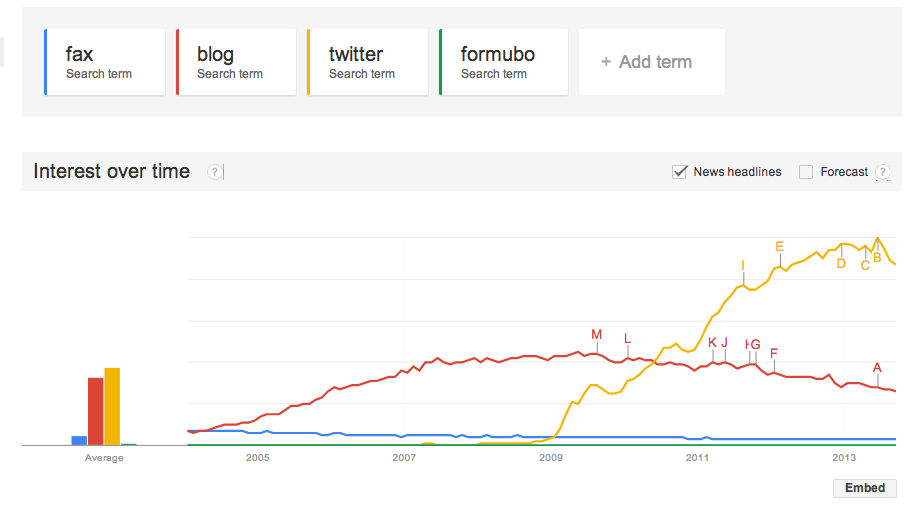 fax blog twitter formubo + Add term
Search term Search term Search term Search term
Interest over time ? News headlines Forecast ?
E
I D C B
M L K J H G F
A
Average 2005 2007 2009 2011 2013
Embed